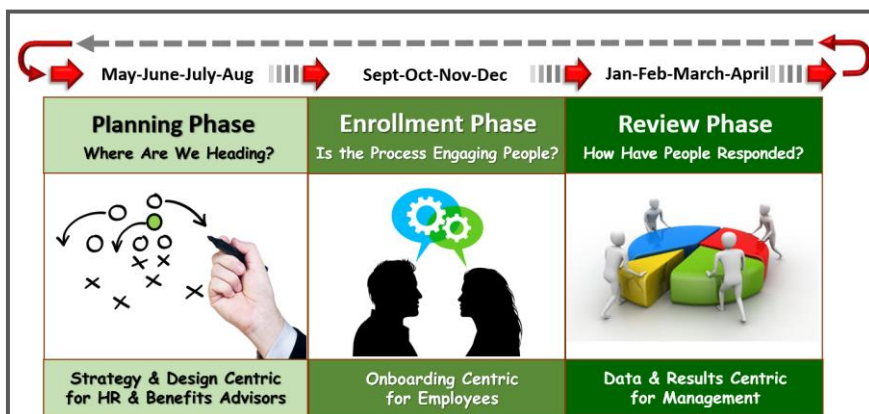 May-June-July-Aug
Sept-Oct-Nov-Dec
Jan-Feb-March-April
Planning Phase
Where Are We Heading?
Enrollment Phase
Is the Process Engaging People?
Review Phase
How Have People Responded?
Strategy & Design Centric
for HR & Benefits Advisors
Onboarding Centric
for Employees
Data & Results Centric
for Management